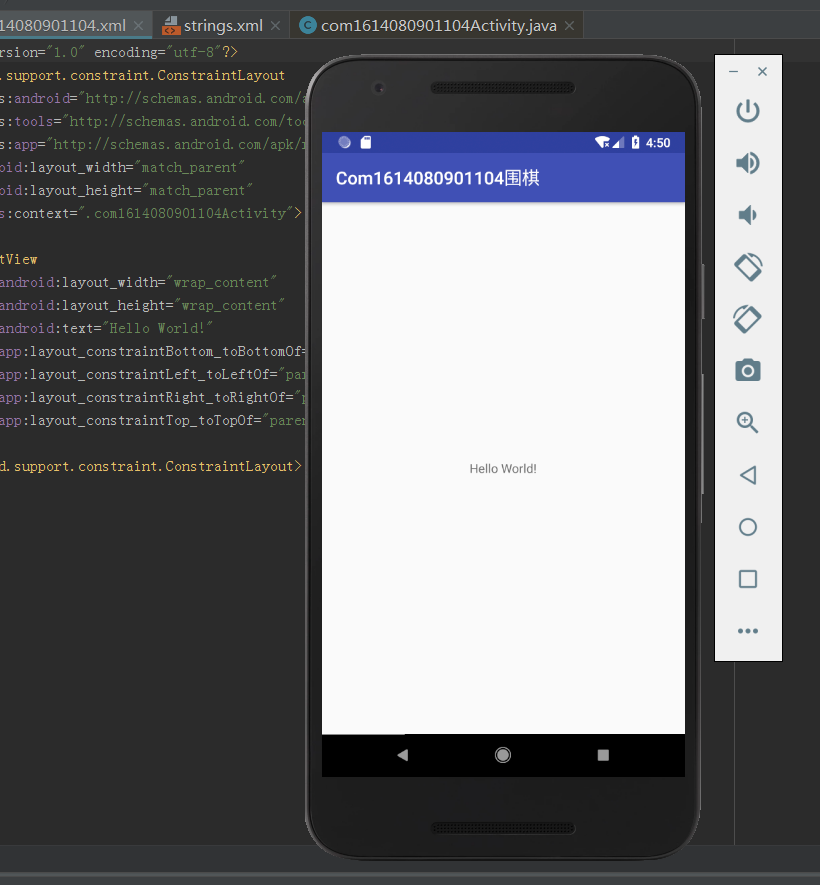 14080901104.xml
strings.xml
com1614080901104Activity.java
rsion="1.0" encoding="utf-8"?>
.support.constraint.ConstraintLayout
s:android="http://schemas.android.com/
s:tools="http://schemas.android.com/too
s:app="http://schemas.android.com/apk/
oid:layout_width="match_parent"
oid:layout_height="match_parent"
s:context=".com1614080901104Activity">
tView
android:layout_width="wrap_content"
android:layout_height="wrap_content"
android:text="Hello World!"
app:layout_constraintBottom_toBottomOf=
app:layout_constraintLeft_toLeftOf="par
app:layout_constraintRight_toRightOf="p
app:layout_constraintTop_toTopOf="paren
d.support.constraint.ConstraintLayout>
4:50
Com1614080901104围棋
Hello World!